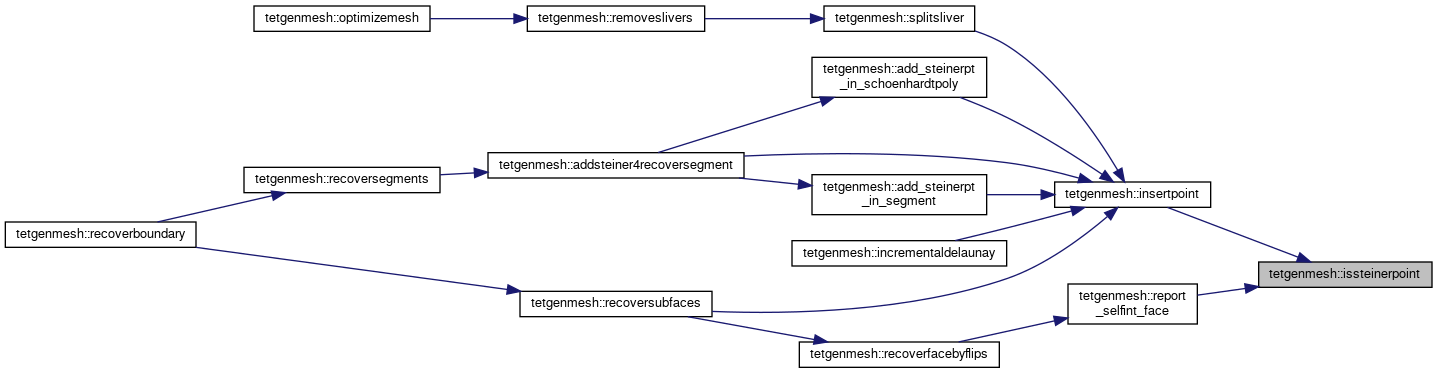 tetgenmesh::optimizemesh
tetgenmesh::removeslivers
tetgenmesh::splitsliver
tetgenmesh::add_steinerpt
_in_schoenhardtpoly
tetgenmesh::addsteiner4recoversegment
tetgenmesh::recoversegments
tetgenmesh::add_steinerpt
_in_segment
tetgenmesh::insertpoint
tetgenmesh::recoverboundary
tetgenmesh::incrementaldelaunay
tetgenmesh::issteinerpoint
tetgenmesh::recoversubfaces
tetgenmesh::report
_selfint_face
tetgenmesh::recoverfacebyflips